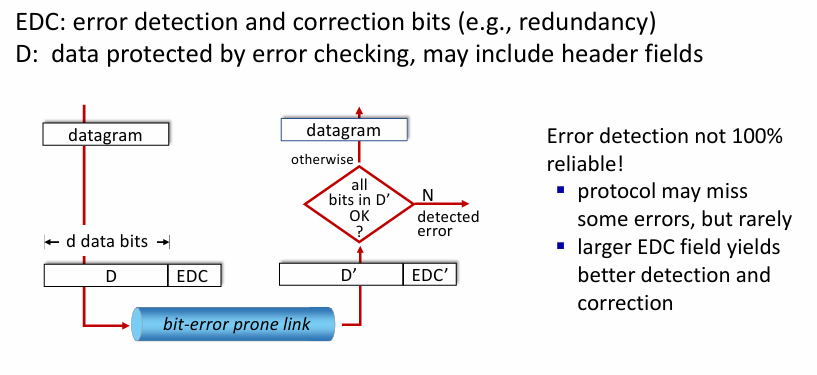 EDC: error detection and correction bits (e.g., redundancy)
D: data protected by error checking, may include header fields
datagram
d data bits
D
EDC
bit-error prone link
datagram
otherwise
all
bits in D’
OK
?
N
detected
error
D’
EDC’
Error detection not 100%
reliable!
▪ protocol may miss
some errors, but rarely
▪ larger EDC field yields
better detection and
correction